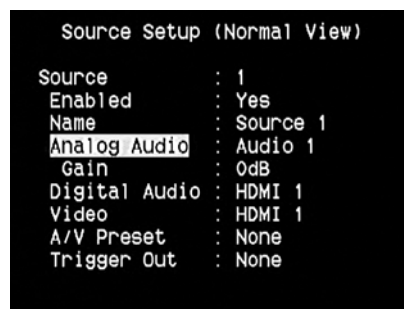 Source Setup (Normal View)
Source : 1
Enabled : Yes
Name : Source 1
Analog Audio : Audio 1
Gain : 0dB
Digital Audio : HDMI 1
Video : HDMI 1
A/V Preset : None
Trigger Out : None